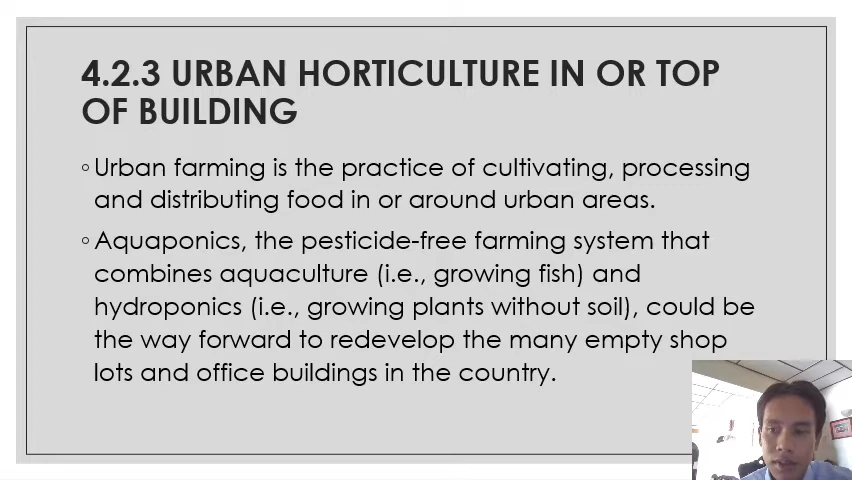 4.2.3 URBAN HORTICULTURE IN OR TOP
OF BUILDING
◦Urban farming is the practice of cultivating, processing
and distributing food in or around urban areas.
◦Aquaponics, the pesticide-free farming system that
combines aquaculture (i.e., growing fish) and
hydroponics (i.e., growing plants without soil), could be
the way forward to redevelop the many empty shop
lots and office buildings in the country.